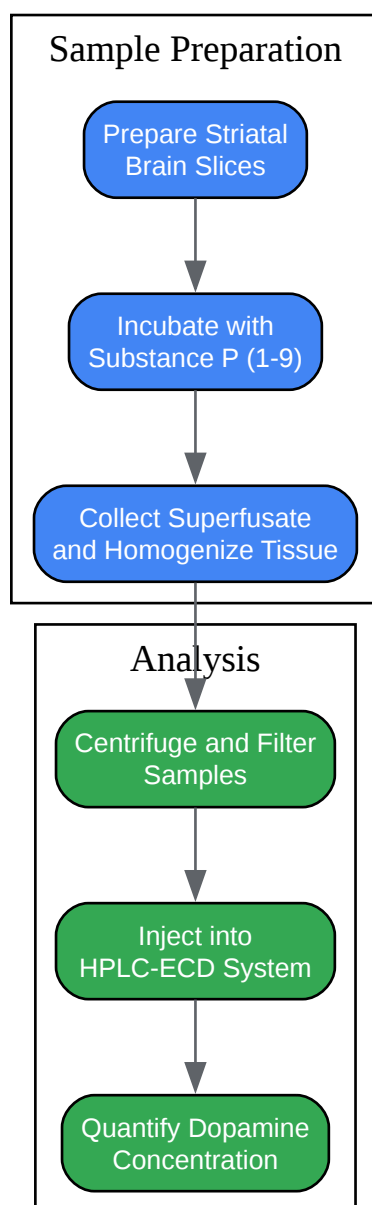 Sample Preparation
Prepare Striatal
Brain Slices
Incubate with
Substance P (1-9)
Collect Superfusate
and Homogenize Tissue
Analysis
Centrifuge and Filter
Samples
Inject into
HPLC-ECD System
Quantify Dopamine
Concentration